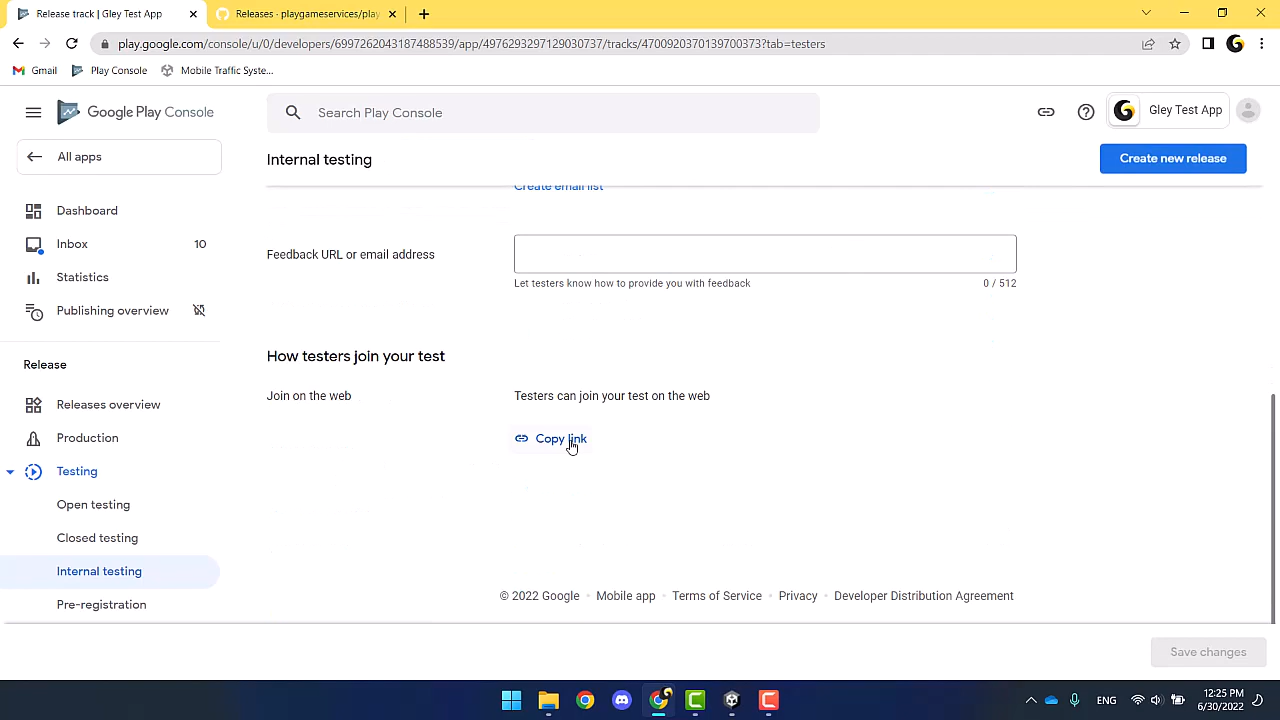 Release track | Gley Test App
Releases · playgameservices/play
play.google.com/console/u/0/developers/6997262043187488539/app/4976293297129030737/tracks/4700920370139700373?tab=testers
Gmail
Play Console
Mobile Traffic Syste...
Google Play Console
Search Play Console
Gley Test App
All apps
Internal testing
Create new release
Create email list
Dashboard
Inbox
10
Statistics
Publishing overview
Feedback URL or email address
Let testers know how to provide you with feedback
0 / 512
Release
How testers join your test
Releases overview
Join on the web
Testers can join your test on the web
Production
Copy link
Testing
Open testing
Closed testing
Internal testing
Pre-registration
© 2022 Google
Mobile app
Terms of Service
Privacy
Developer Distribution Agreement
Save changes
ENG
12:25 PM
6/30/2022